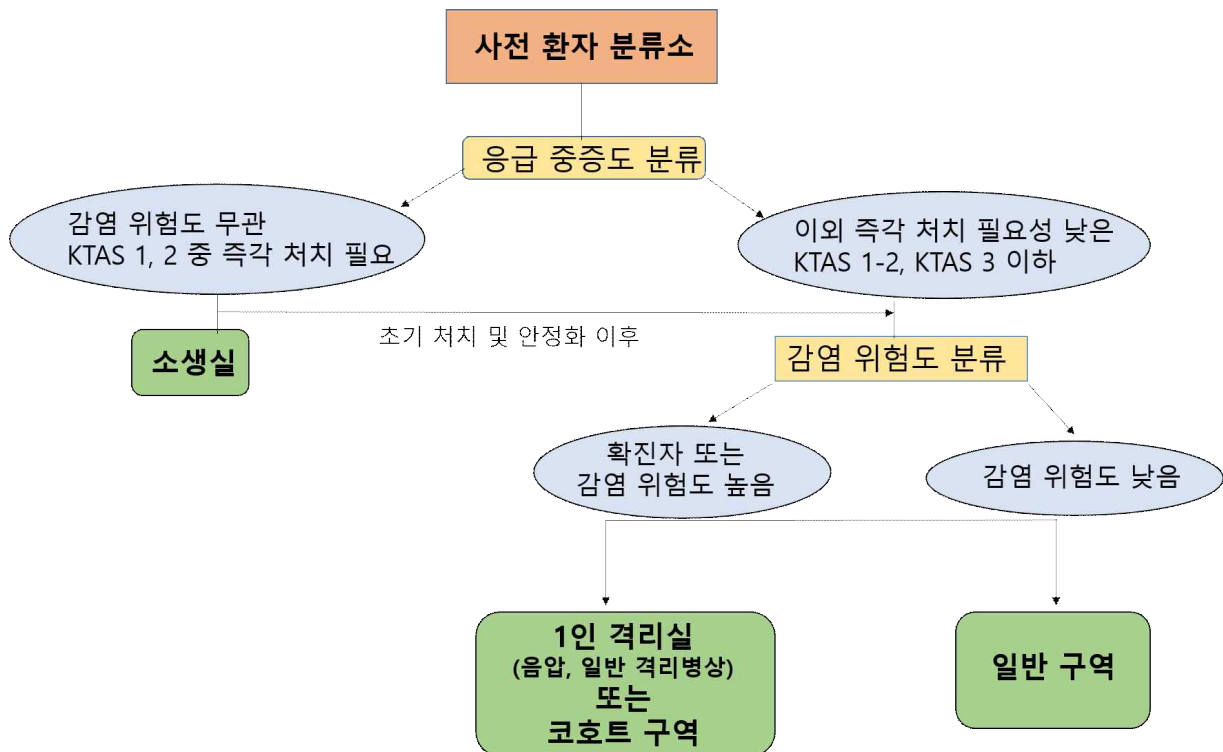 사전 환자 분류소
응급 중증도 분류
감염 위험도 무관
KTAS 1, 2 중 즉각 처치 필요
이외 즉각 처치 필요성 낮은
KTAS 1-2, KTAS 3 이하
초기 처치 및 안정화 이후
소생실
감염 위험도 분류
확진자 또는
감염 위험도 높음
감염 위험도 낮음
1인 격리실
(음압, 일반 격리병상)
또는
코호트 구역
일반 구역